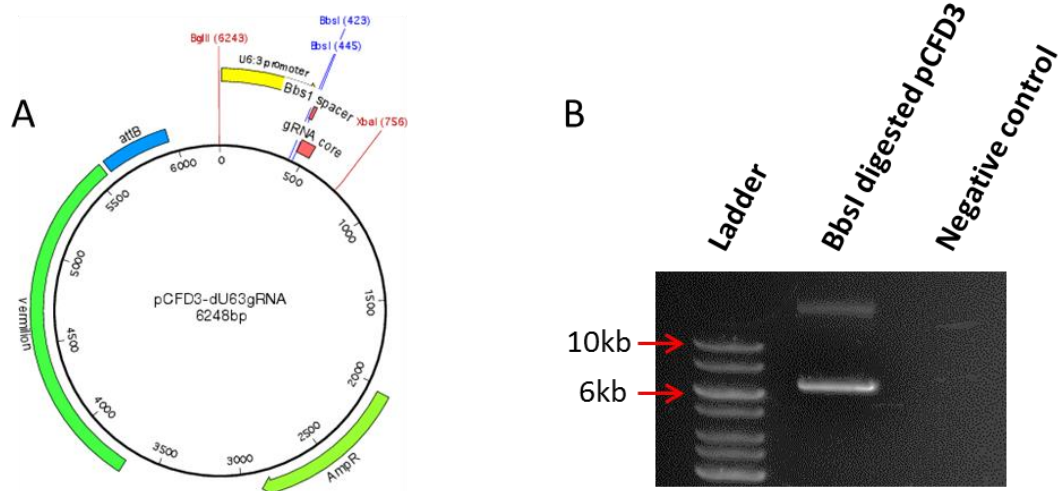 A
BglII (6243)
BbsI (423)
BbsI (445)
U6:3 promoter
Bbs1 spacer
XbaI (756)
gRNA core
attB
vermilion
AmpR
0
500
1000
1500
2000
2500
3000
3500
4000
4500
5000
5500
6000
pCFD3-dU63gRNA
6248bp
B
Ladder
BbsI digested pCFD3
Negative control
10kb
6kb